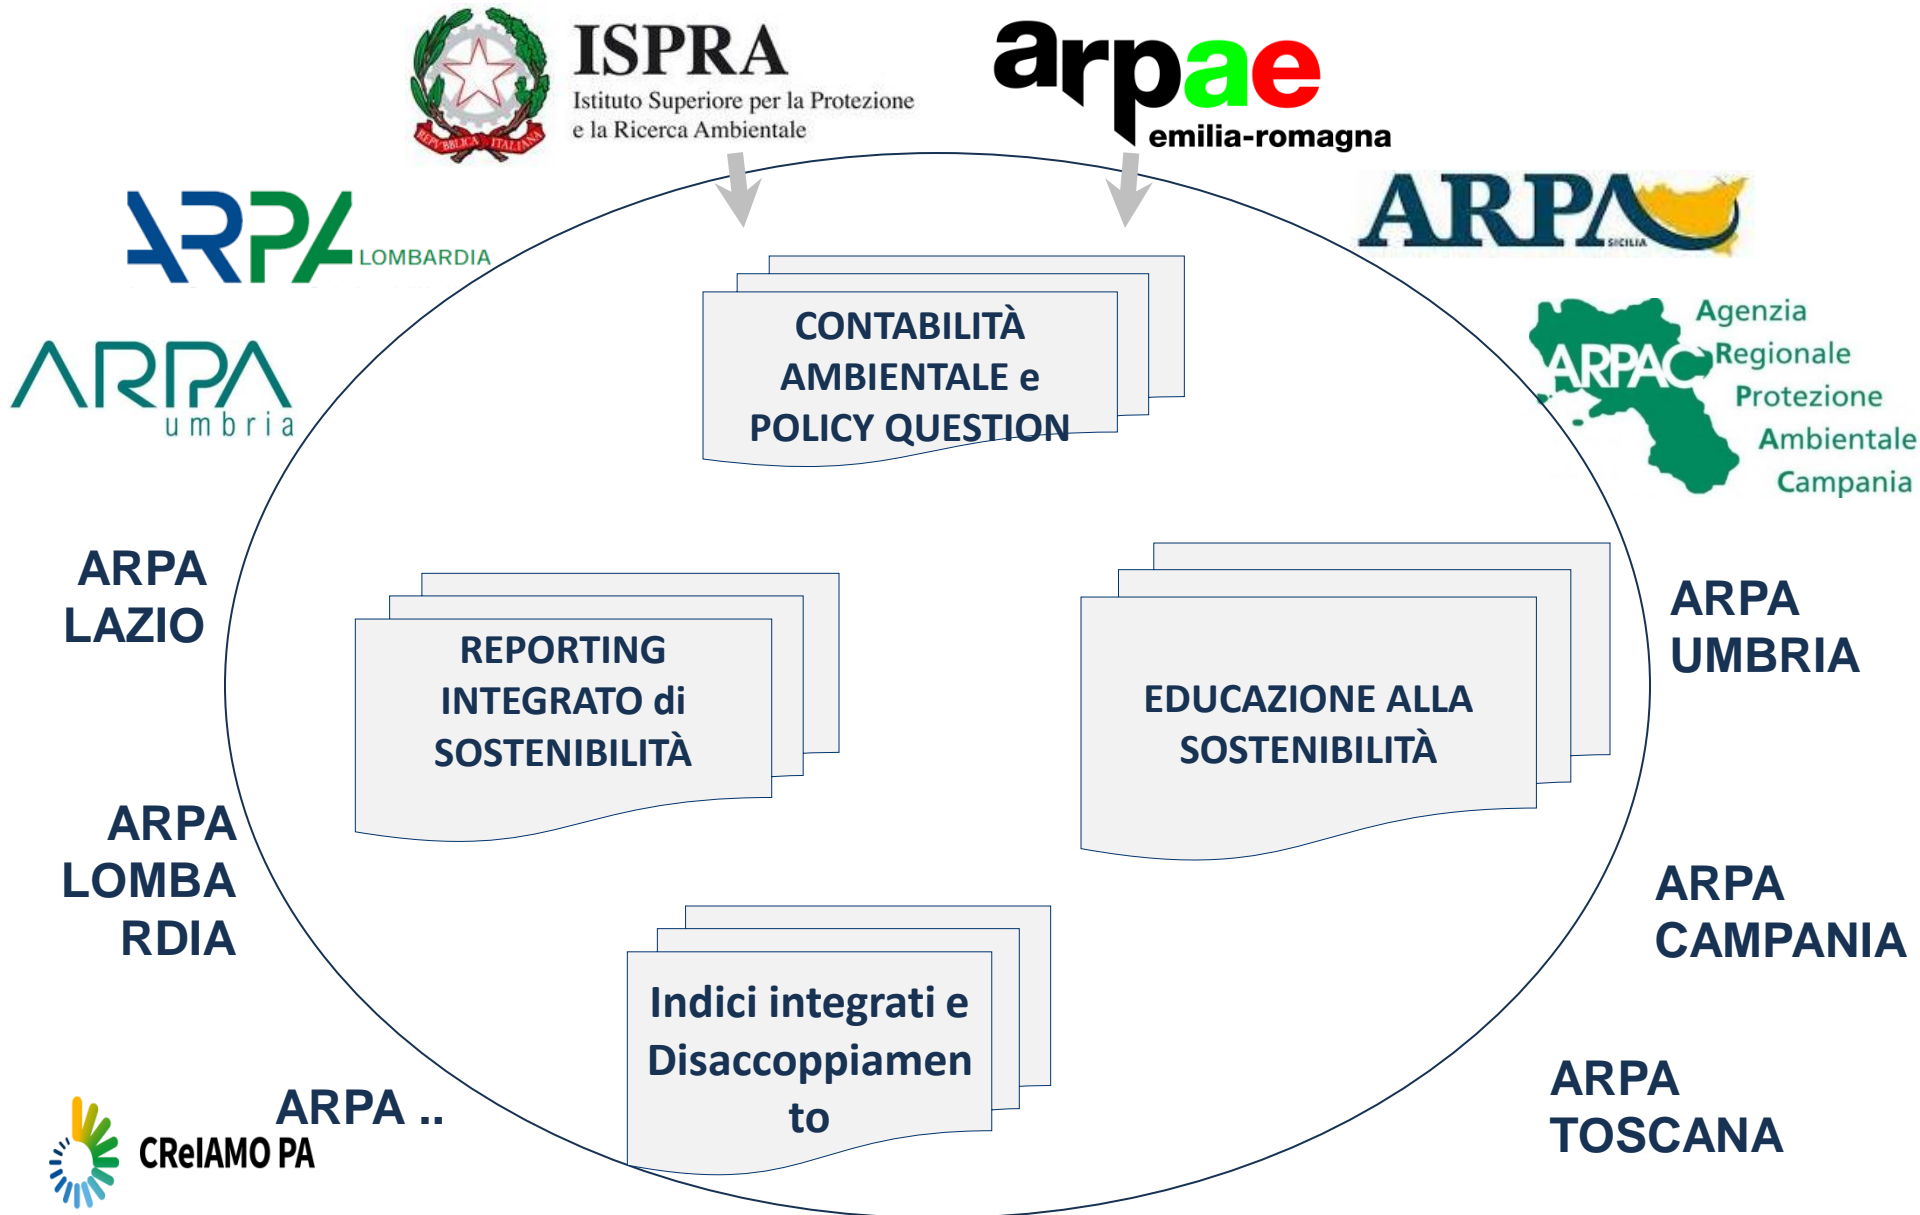 ISPRA
Istituto Superiore per la Protezione
e la Ricerca Ambientale
REPVBBLICA ITALIANA
arpae
emilia-romagna
ARPA LOMBARDIA
ARPA
SICILIA
ARPA
umbria
ARPAC
Agenzia
Regionale
Protezione
Ambientale
Campania
CONTABILITÀ
AMBIENTALE e
POLICY QUESTION
ARPA
LAZIO
REPORTING
INTEGRATO di
SOSTENIBILITÀ
EDUCAZIONE ALLA
SOSTENIBILITÀ
ARPA
UMBRIA
ARPA
LOMBA
RDIA
ARPA
CAMPANIA
Indici integrati e
Disaccoppiamen
to
ARPA ..
CReIAMO PA
ARPA
TOSCANA